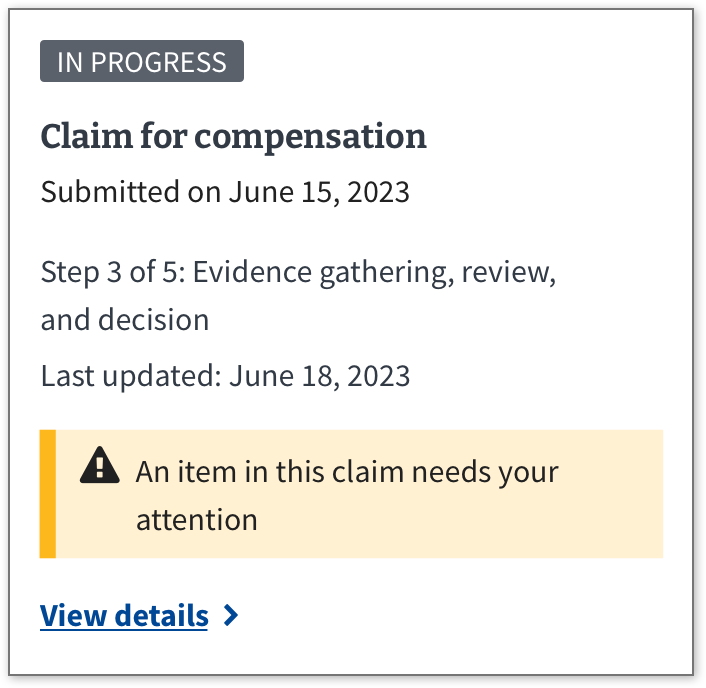 IN PROGRESS
Claim for compensation
Submitted on June 15, 2023
Step 3 of 5: Evidence gathering, review,
and decision
Last updated: June 18, 2023
An item in this claim needs your
attention
View details